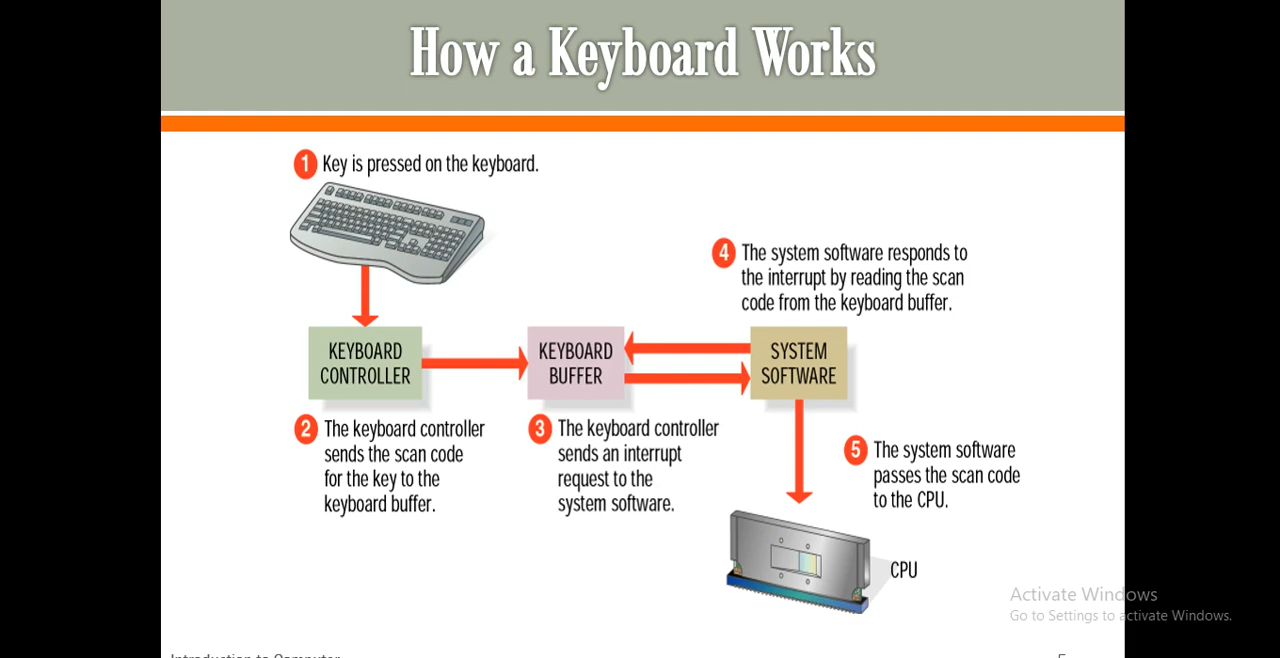 How a Keyboard Works
1 Key is pressed on the keyboard.
4 The system software responds to
the interrupt by reading the scan
code from the keyboard buffer.
KEYBOARD
CONTROLLER
KEYBOARD
BUFFER
SYSTEM
SOFTWARE
2 The keyboard controller
sends the scan code
for the key to the
keyboard buffer.
3 The keyboard controller
sends an interrupt
request to the
system software.
5 The system software
passes the scan code
to the CPU.
CPU
Activate Windows
Go to Settings to activate Windows.
Introduction to Computer
5